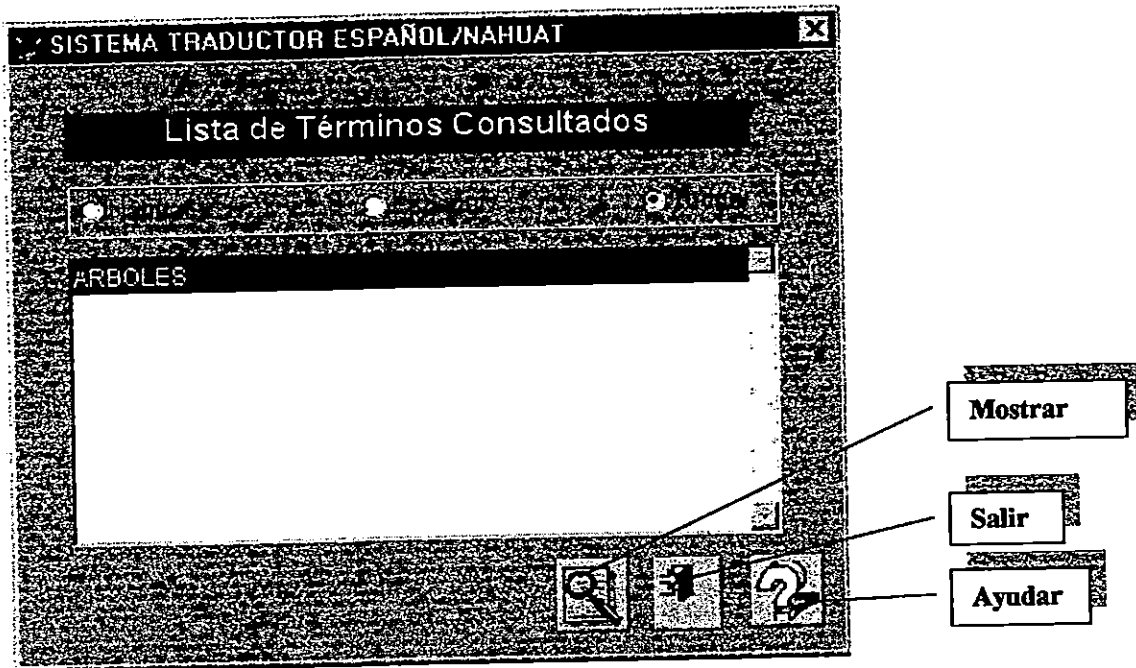 SISTEMA TRADUCTOR ESPAÑOL/NAHUAT
Lista de Términos Consultados
ARBOLES
Mostrar
Salir
Ayudar